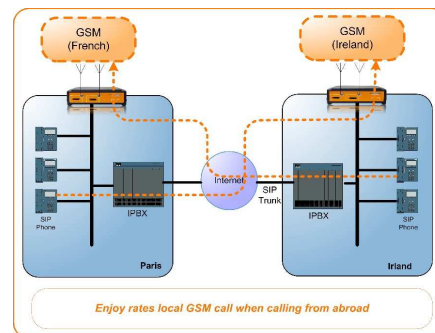 GSM
(French)
GSM
(Ireland)
Internet
SIP
Trunk
IPBX
IPBX
SIP
Phone
SIP
Phone
Paris
Irland
Enjoy rates local GSM call when calling from abroad